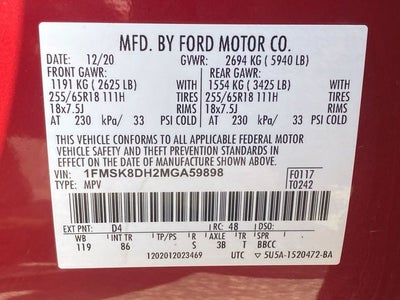 MFD. BY FORD MOTOR CO.
DATE: 12/20 GVWR: 2694 KG ( 5940 LB)
FRONT GAWR: REAR GAWR:
1191 KG ( 2625 LB) 1554 KG ( 3425 LB)
255/65R18 111H TIRES 255/65R18 111H TIRES
18x7.5J RIMS 18x7.5J RIMS
AT 230 kPa/ 33 PSI COLD AT 230 kPa/ 33 PSI COLD
THIS VEHICLE CONFORMS TO ALL APPLICABLE FEDERAL MOTOR
VEHICLE SAFETY AND THEFT PREVENTION STANDARDS IN EFFECT
ON THE DATE OF MANUFACTURE SHOWN ABOVE.
VIN: 1FMSK8DH2MGA59898 F0117
TYPE: MPV T0242
EXT PNT: D4 RC: 48 DSO:
WB INT TR TP/PS R AXLE TR SPR
119 86 S 3B T BBCC
1202012023469 UTC 5U5A-1520472-BA